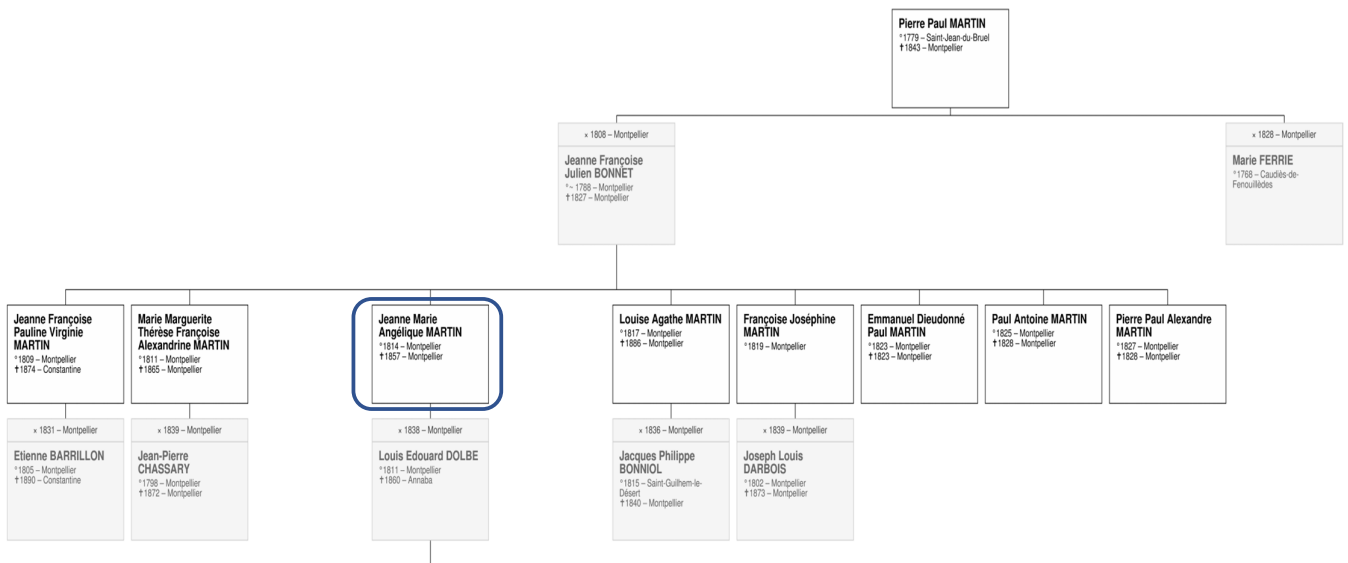 Pierre Paul MARTIN
°1779 – Saint-Jean-du-Bruel
✝1843 – Montpellier
× 1808 – Montpellier
Jeanne Françoise
Julien BONNET
°~ 1788 – Montpellier
✝1827 – Montpellier
× 1828 – Montpellier
Marie FERRIE
°1768 – Caudiès-de-
Fenouillèdes
Jeanne Françoise
Pauline Virginie
MARTIN
°1809 – Montpellier
✝1874 – Constantine
Marie Marguerite
Thérèse Françoise
Alexandrine MARTIN
°1811 – Montpellier
✝1865 – Montpellier
Jeanne Marie
Angélique MARTIN
°1814 – Montpellier
✝1857 – Montpellier
Louise Agathe MARTIN
°1817 – Montpellier
✝1886 – Montpellier
Françoise Joséphine
MARTIN
°1819 – Montpellier
Emmanuel Dieudonné
Paul MARTIN
°1823 – Montpellier
✝1823 – Montpellier
Paul Antoine MARTIN
°1825 – Montpellier
✝1828 – Montpellier
Pierre Paul Alexandre
MARTIN
°1827 – Montpellier
✝1828 – Montpellier
× 1831 – Montpellier
Etienne BARRILLON
°1805 – Montpellier
✝1890 – Constantine
× 1839 – Montpellier
Jean-Pierre
CHASSARY
°1798 – Montpellier
✝1872 – Montpellier
× 1838 – Montpellier
Louis Edouard DOLBE
°1811 – Montpellier
✝1860 – Annaba
× 1836 – Montpellier
Jacques Philippe
BONNIOL
°1815 – Saint-Guilhem-le-
Désert
✝1840 – Montpellier
× 1839 – Montpellier
Joseph Louis
DARBOIS
°1802 – Montpellier
✝1873 – Montpellier